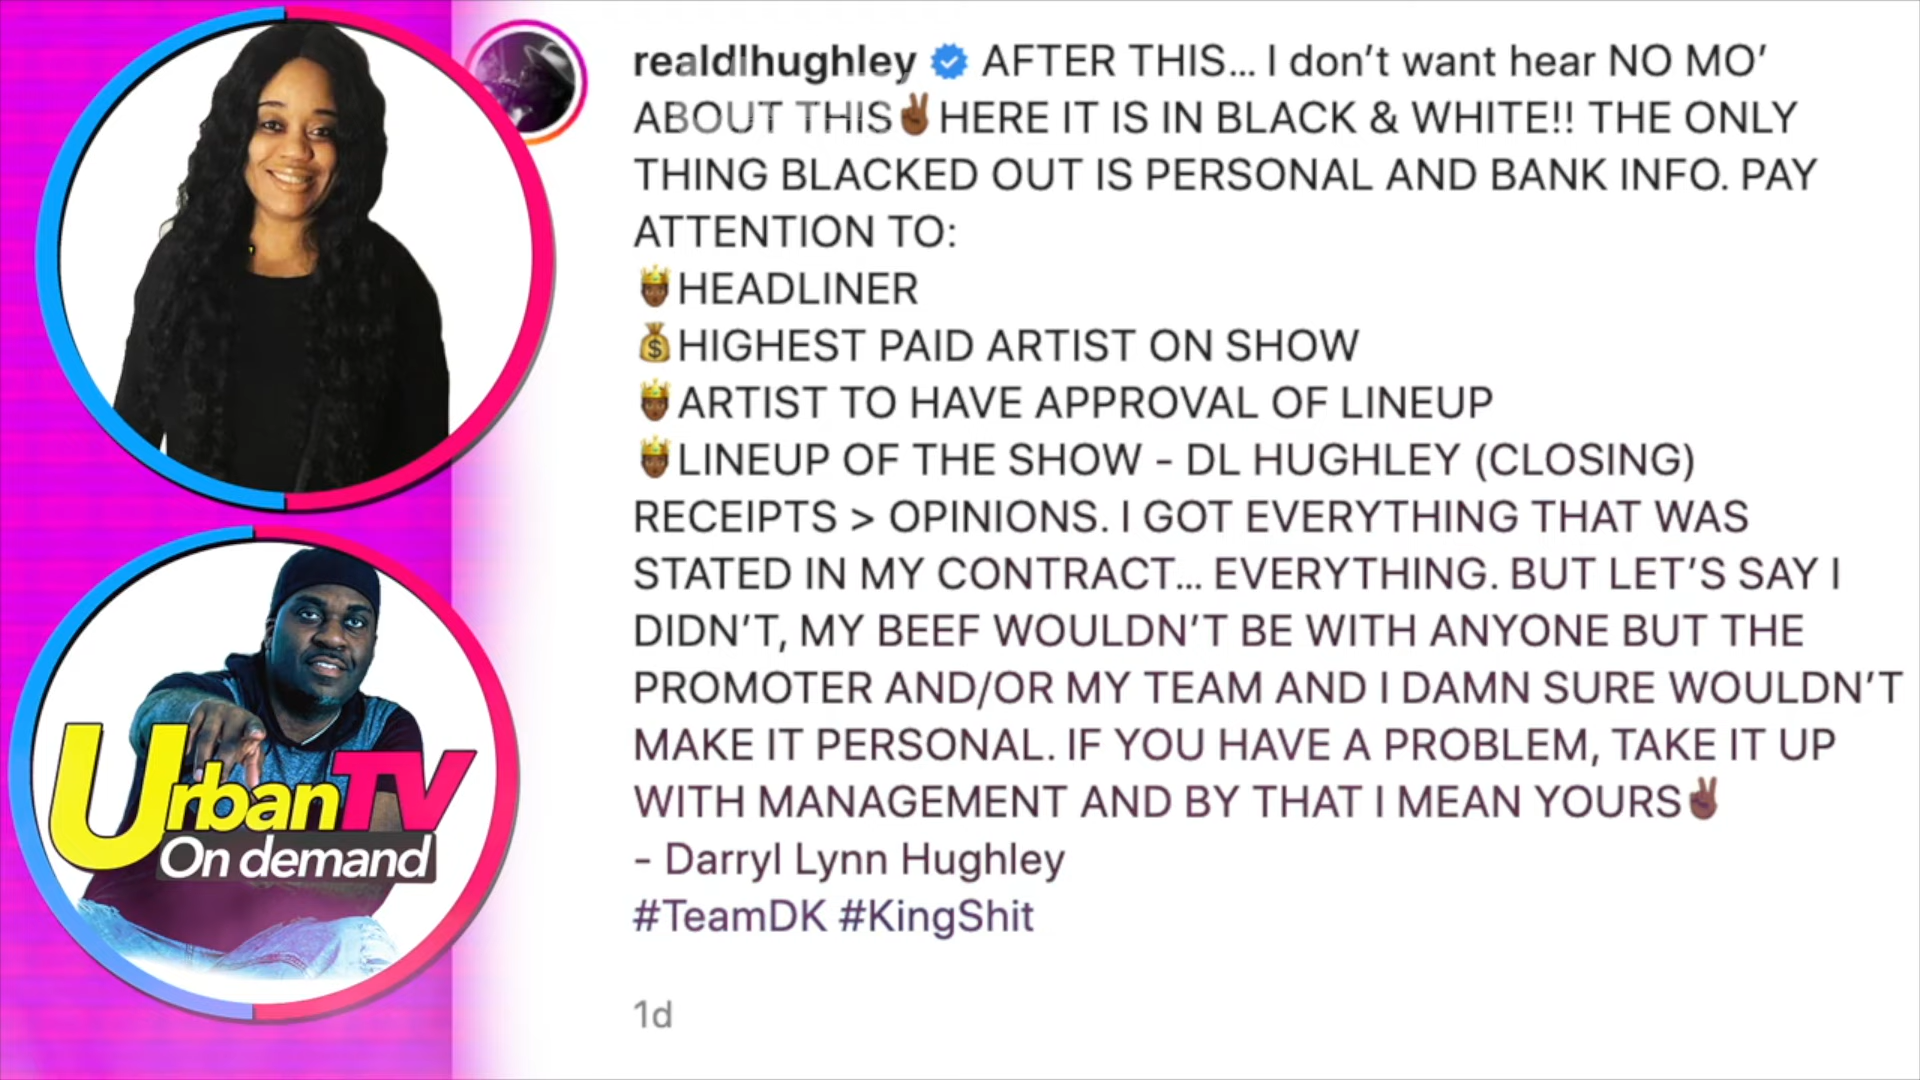 realdlhughley AFTER THIS... I don't want hear NO MO'
ABOUT THIS✌🏾HERE IT IS IN BLACK & WHITE!! THE ONLY
THING BLACKED OUT IS PERSONAL AND BANK INFO. PAY
ATTENTION TO:
🤴🏾HEADLINER
💰HIGHEST PAID ARTIST ON SHOW
🤴🏾ARTIST TO HAVE APPROVAL OF LINEUP
🤴🏾LINEUP OF THE SHOW - DL HUGHLEY (CLOSING)
RECEIPTS > OPINIONS. I GOT EVERYTHING THAT WAS
STATED IN MY CONTRACT... EVERYTHING. BUT LET'S SAY I
DIDN'T, MY BEEF WOULDN'T BE WITH ANYONE BUT THE
PROMOTER AND/OR MY TEAM AND I DAMN SURE WOULDN'T
MAKE IT PERSONAL. IF YOU HAVE A PROBLEM, TAKE IT UP
WITH MANAGEMENT AND BY THAT I MEAN YOURS✌🏾
- Darryl Lynn Hughley
#TeamDK #KingShit
1d
UrbanTV
On demand